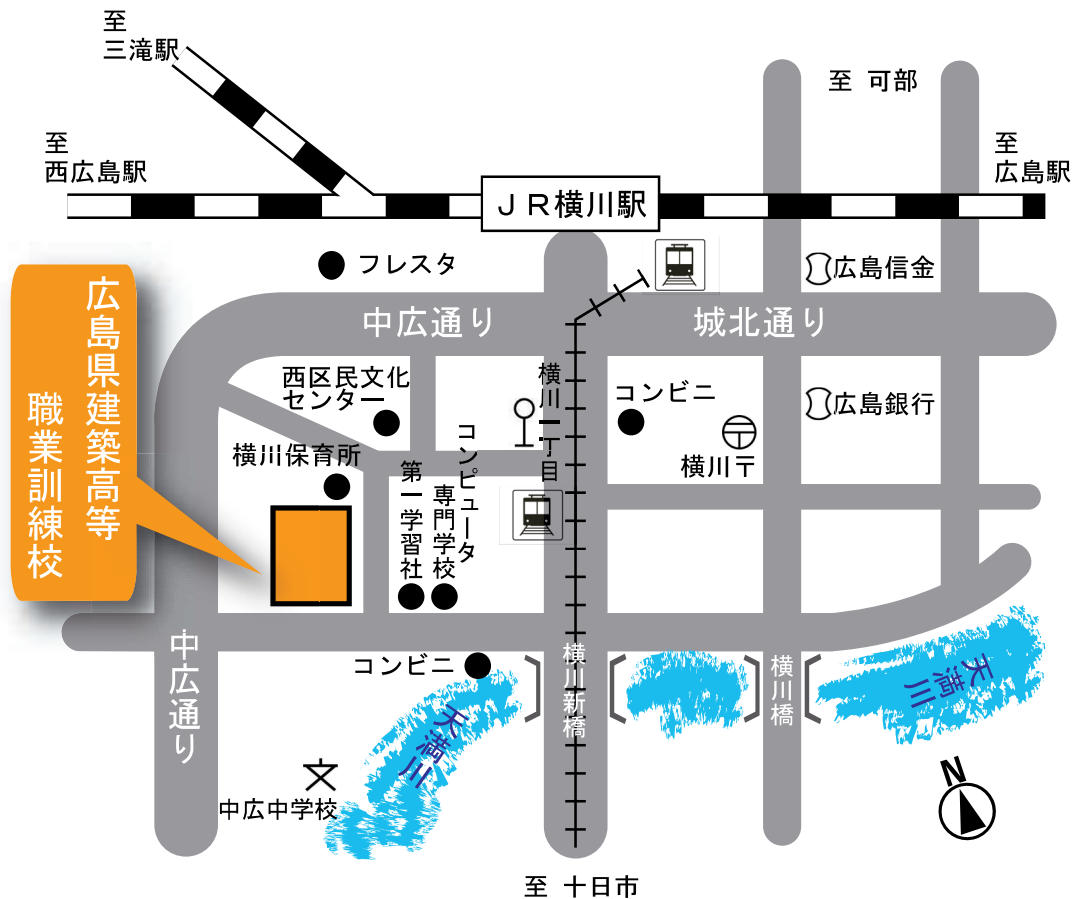 至
三滝駅
至 可部
至
西広島駅
至
広島駅
JR横川駅
フレスタ
広島信金
中広通り
城北通り
広島県建築高等
職業訓練校
西区民文化
センター
横川一丁目
コンビニ
広島銀行
横川〒
横川保育所
第一学習社
コンピュータ
専門学校
中広通り
コンビニ
横川新橋
横川橋
天満川
天満川
中広中学校
N
至 十日市